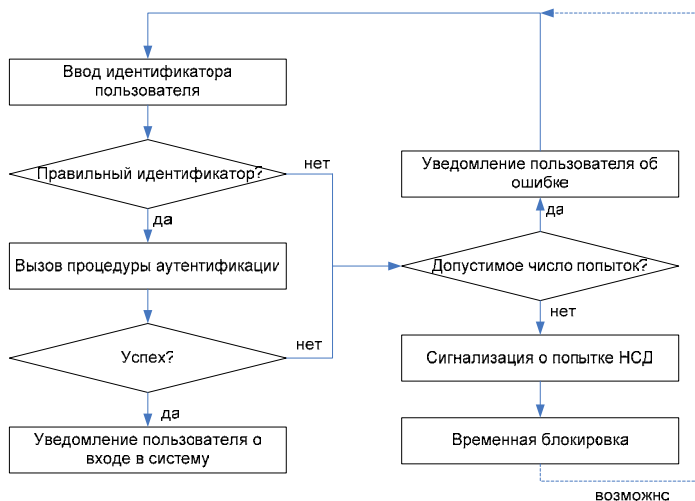 Ввод идентификатора
пользователя
Правильный идентификатор?
нет
да
Вызов процедуры аутентификации
Успех?
нет
да
Уведомление пользователя о
входе в систему
Уведомление пользователя об
ошибке
да
Допустимое число попыток?
нет
Сигнализация о попытке НСД
Временная блокировка
возможно